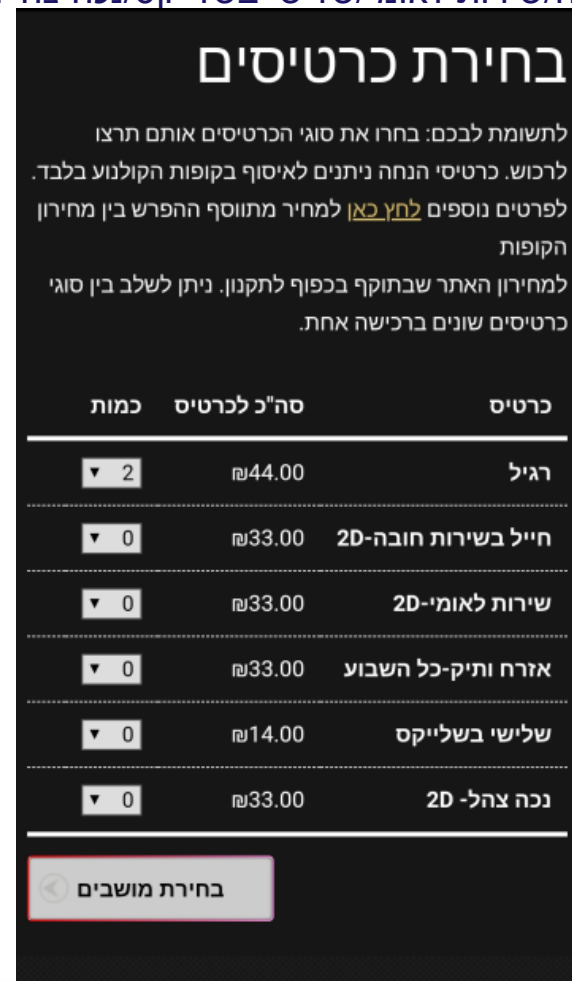 בחירת כרטיסים
לתשומת לבכם: בחרו את סוגי הכרטיסים אותם תרצו
לרכוש. כרטיסי הנחה ניתנים לאיסוף בקופות הקולנוע בלבד.
לפרטים נוספים לחץ כאן למחיר מתווסף ההפרש בין מחירון
הקופות
למחירון האתר שבתוקף בכפוף לתקנון. ניתן לשלב בין סוגי
כרטיסים שונים ברכישה אחת.
כרטיס סה"כ לכרטיס כמות
רגיל ₪44.00 2
חייל בשירות חובה-2D ₪33.00 0
שירות לאומי-2D ₪33.00 0
אזרח ותיק-כל השבוע ₪33.00 0
שלישי בשלייקס ₪14.00 0
נכה צהל- 2D ₪33.00 0
בחירת מושבים